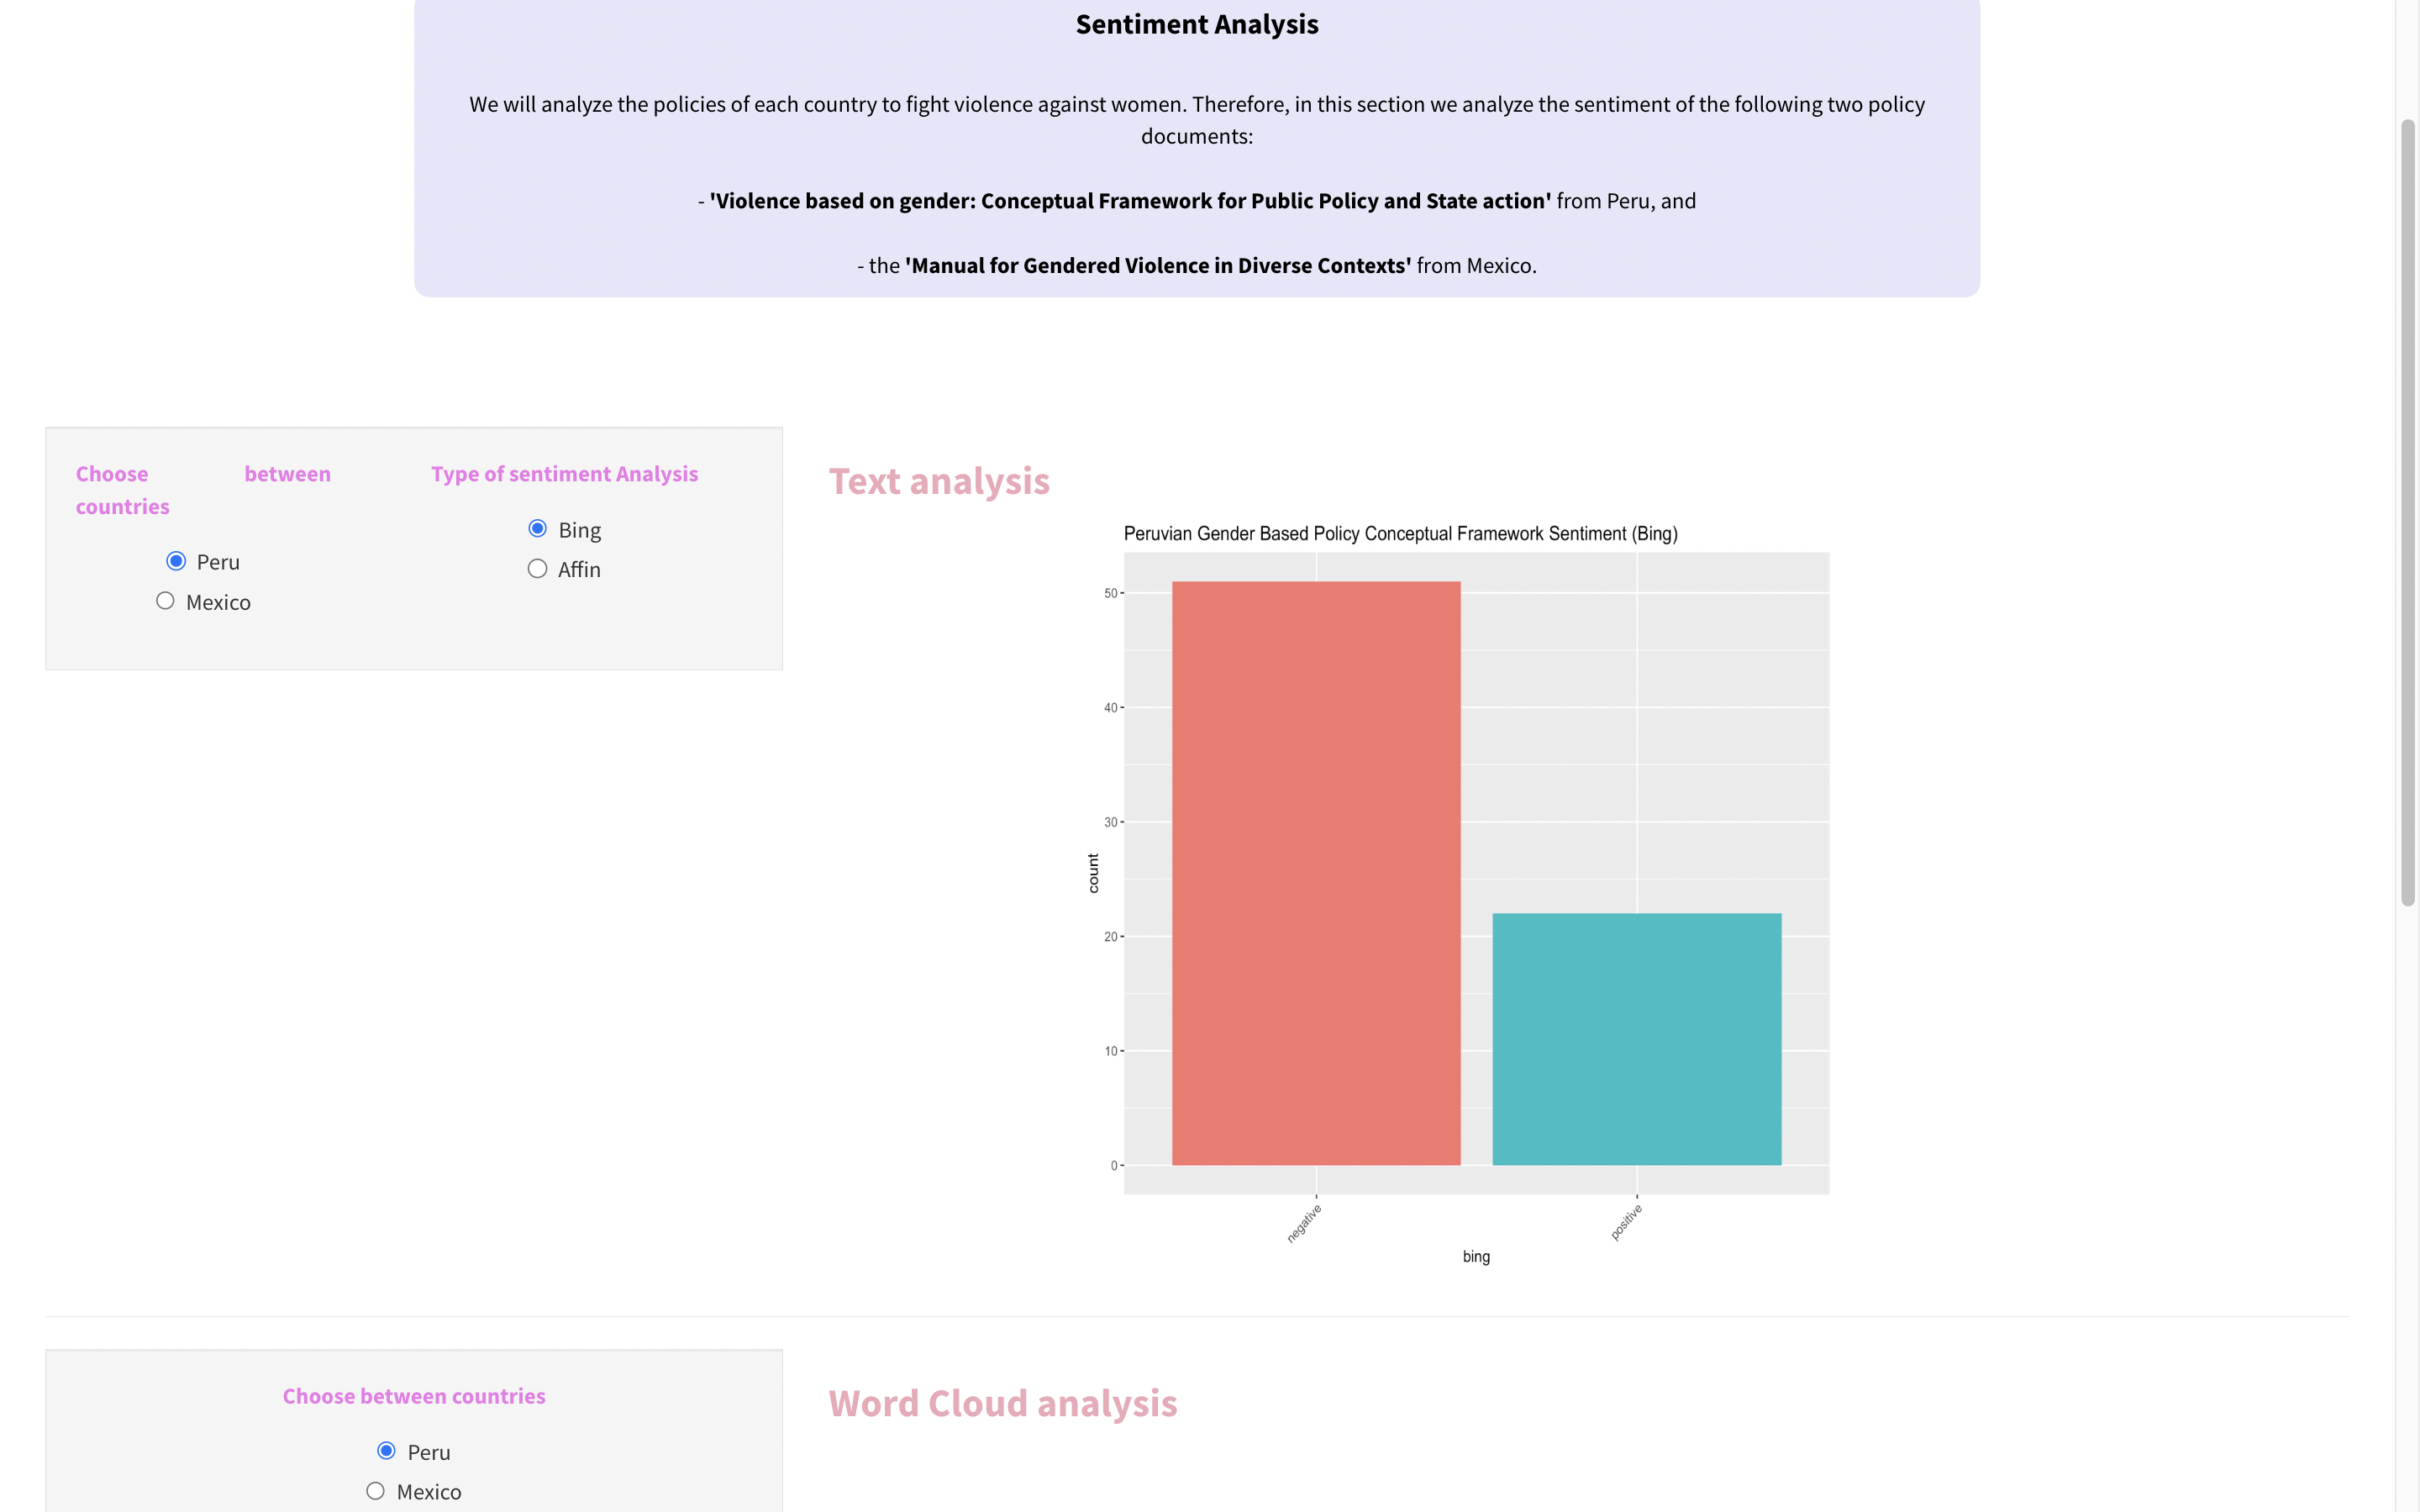 Sentiment Analysis
We will analyze the policies of each country to fight violence against women. Therefore, in this section we analyze the sentiment of the following two policy
documents:
- 'Violence based on gender: Conceptual Framework for Public Policy and State action' from Peru, and
- the 'Manual for Gendered Violence in Diverse Contexts' from Mexico.
Choose between
countries
Peru
Mexico
Type of sentiment Analysis
Bing
Affin
Text analysis
Peruvian Gender Based Policy Conceptual Framework Sentiment (Bing)
50
40
30
20
10
0
count
negative
positive
bing
Choose between countries
Peru
Mexico
Word Cloud analysis